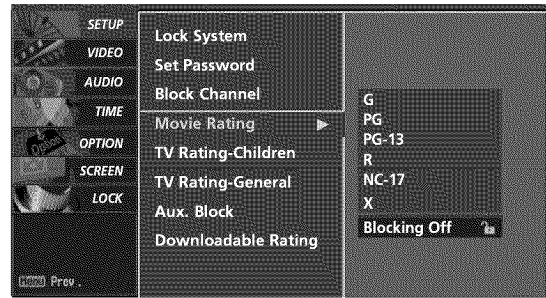 SETUP
VIDEO
AUDIO
TIME
OPTION
SCREEN
LOCK
Menu Prev.
Lock System
Set Password
Block Channel
Movie Rating
TV Rating-Children
TV Rating-General
Aux. Block
Downloadable Rating
G
PG
PG-13
R
NC-17
X
Blocking Off